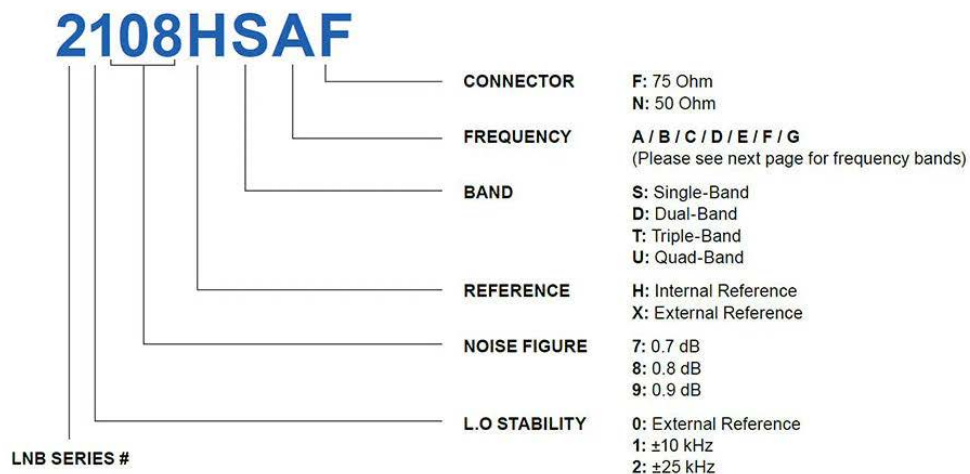 2108HSAF
CONNECTOR
F: 75 Ohm
N: 50 Ohm
FREQUENCY
A / B / C / D / E / F / G
(Please see next page for frequency bands)
BAND
S: Single-Band
D: Dual-Band
T: Triple-Band
U: Quad-Band
REFERENCE
H: Internal Reference
X: External Reference
NOISE FIGURE
7: 0.7 dB
8: 0.8 dB
9: 0.9 dB
L.O STABILITY
0: External Reference
1: ±10 kHz
2: ±25 kHz
LNB SERIES #